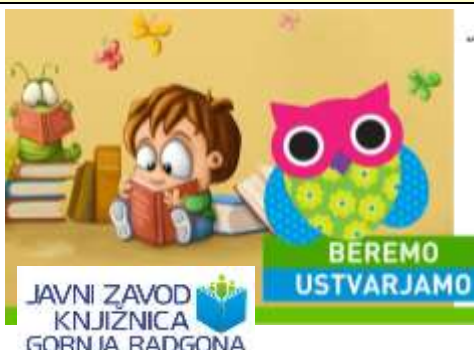 BEREMO
USTVARJAMO
JAVNI ZAVOD
KNJIŽNICA
GORNJA RADGONA